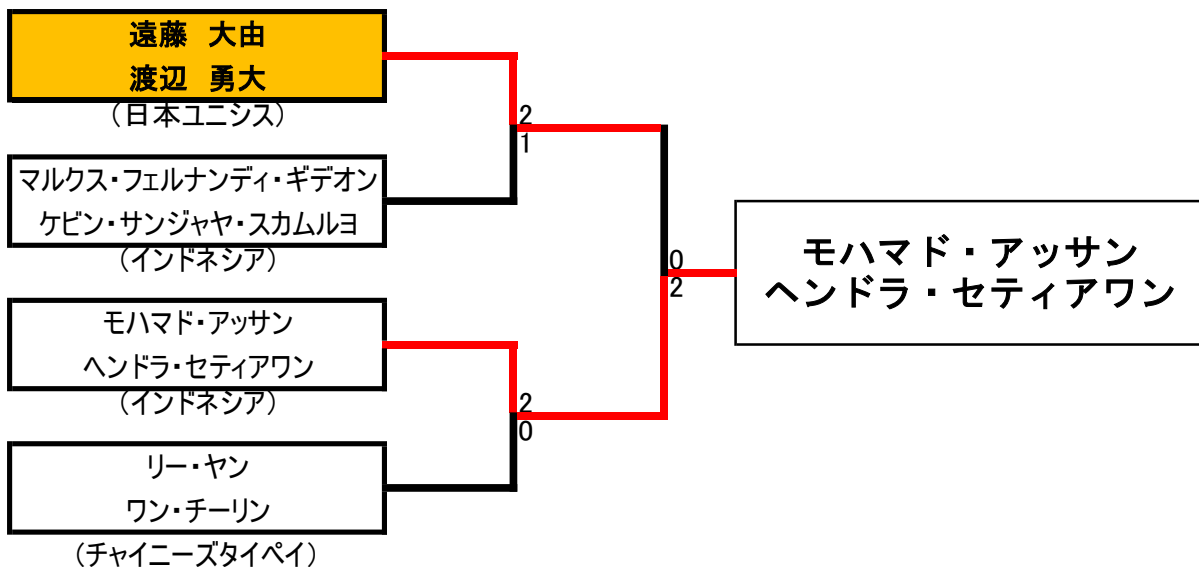 遠藤　大由
渡辺　勇大
（日本ユニシス）
2
1
マルクス・フェルナンディ・ギデオン
ケビン・サンジャヤ・スカムルヨ
（インドネシア）
0
2
モハマド・アッサン
ヘンドラ・セティアワン
モハマド・アッサン
ヘンドラ・セティアワン
（インドネシア）
2
0
リー・ヤン
ワン・チーリン
（チャイニーズタイペイ）